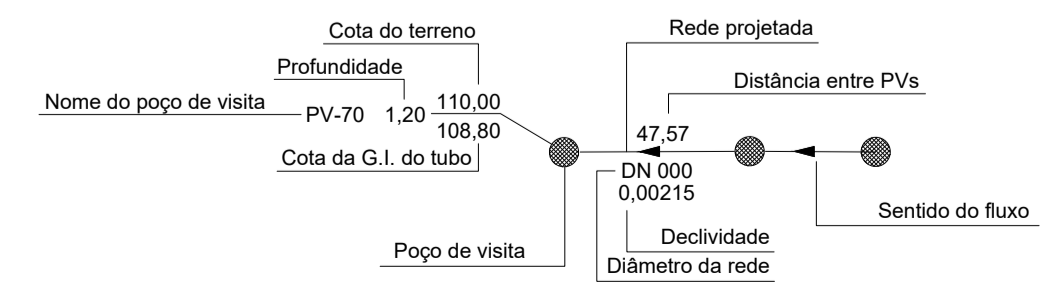 Cota do terreno
Rede projetada
Profundidade
Distância entre PVs
Nome do poço de visita
PV-70 1,20 110,00
108,80
47,57
Cota da G.I. do tubo
DN 000
0,00215
Sentido do fluxo
Declividade
Poço de visita
Diâmetro da rede